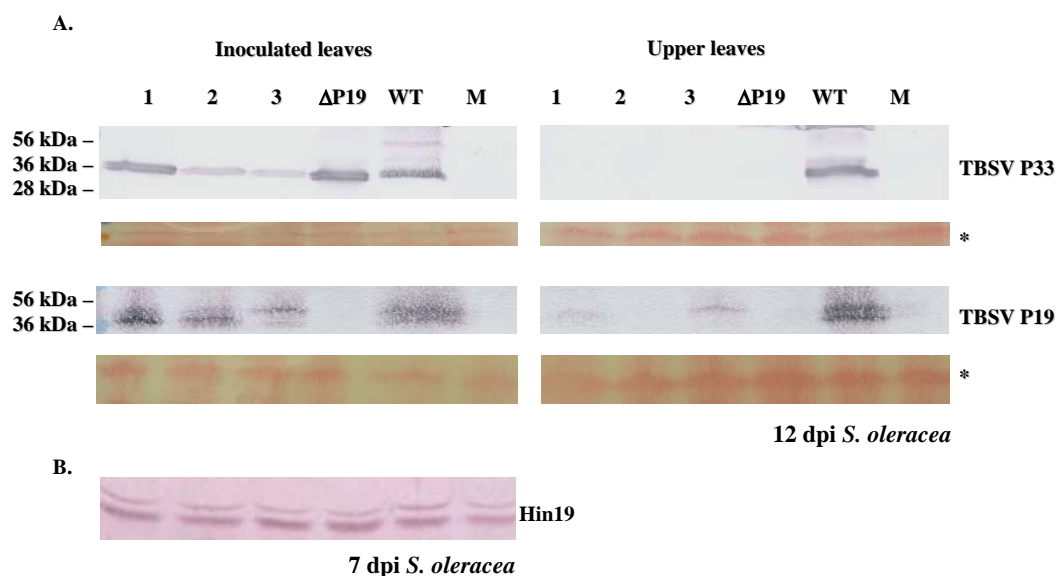 A.
Inoculated leaves Upper leaves
1 2 3 ΔP19 WT M 1 2 3 ΔP19 WT M
56 kDa –
36 kDa –
28 kDa –
TBSV P33
*
56 kDa –
36 kDa –
TBSV P19
*
12 dpi S. oleracea
B.
Hin19
7 dpi S. oleracea